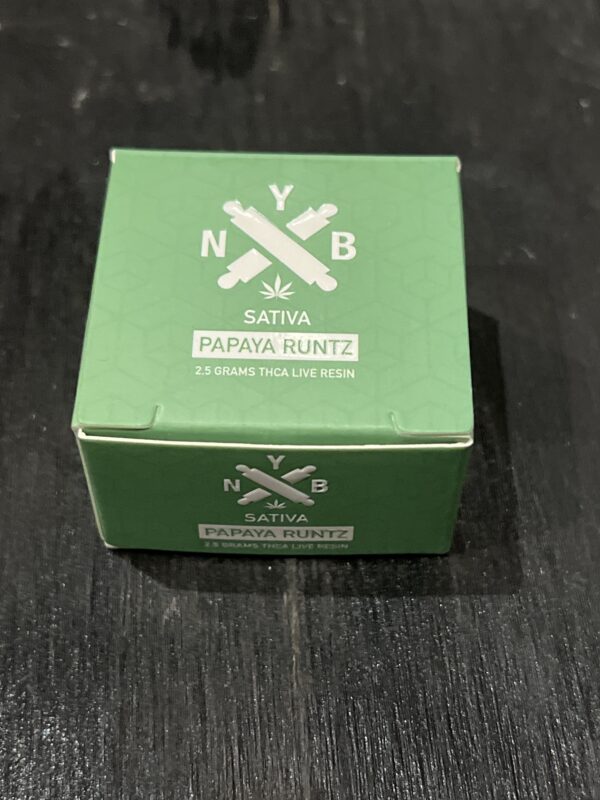 Y
N B
SATIVA
PAPAYA RUNTZ
2.5 GRAMS THCA LIVE RESIN
Y
N B
SATIVA
PAPAYA RUNTZ
2.5 GRAMS THCA LIVE RESIN